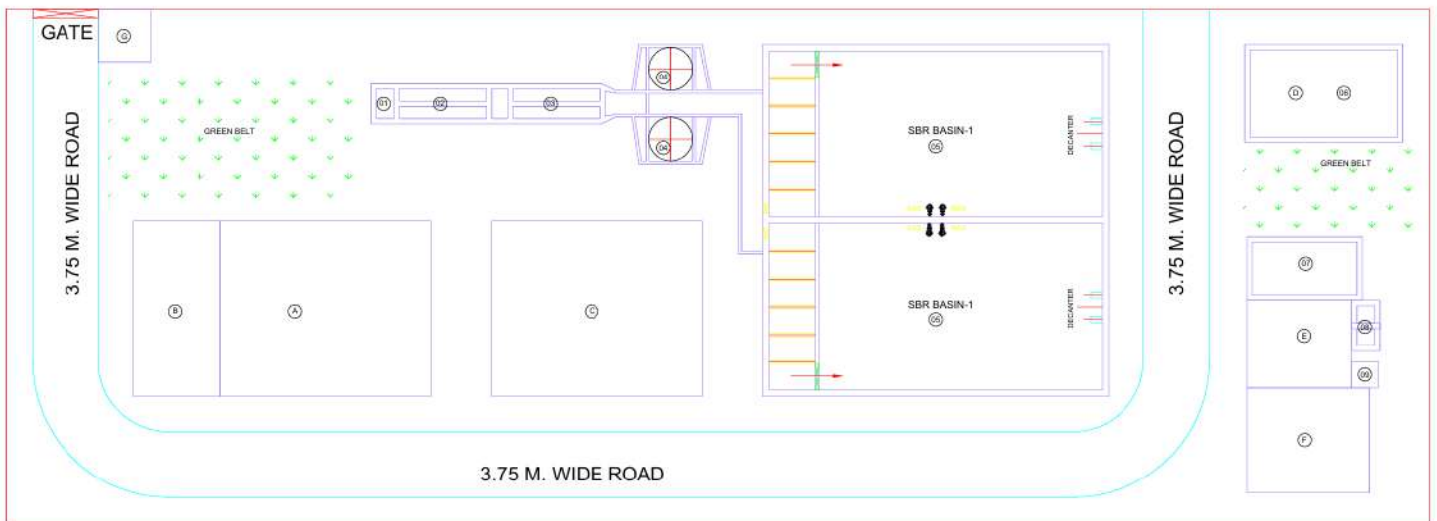 GATE
G
3.75 M. WIDE ROAD
GREEN BELT
01
02
03
04
04
SBR BASIN-1
05
DECANTER
SBR BASIN-1
05
DECANTER
B
A
C
3.75 M. WIDE ROAD
3.75 M. WIDE ROAD
D
06
GREEN BELT
07
E
08
09
F